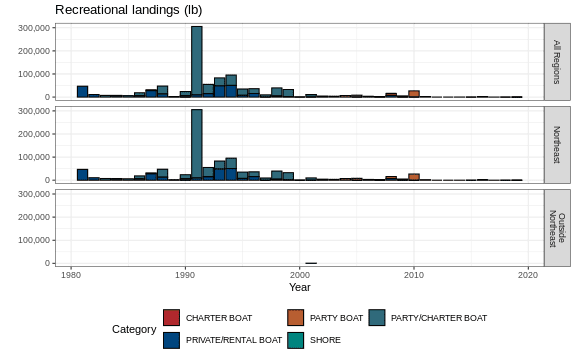 Recreational landings (lb)
300,000
200,000
100,000
0
All Regions
300,000
200,000
100,000
0
Northeast
300,000
200,000
100,000
0
Outside
Northeast
1980 1990 2000 2010 2020
Year
Category
CHARTER BOAT PARTY BOAT PARTY/CHARTER BOAT
PRIVATE/RENTAL BOAT SHORE